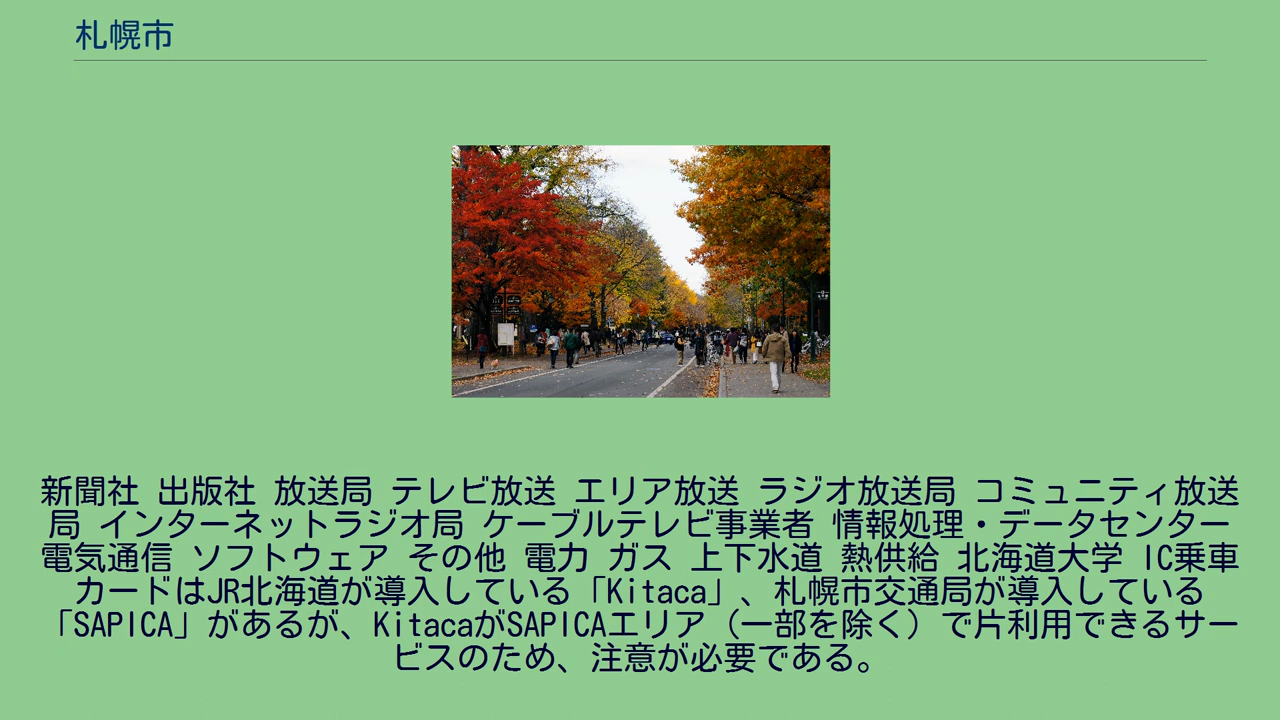 札幌市
新聞社 出版社 放送局 テレビ放送 エリア放送 ラジオ放送局 コミュニティ放送
局 インターネットラジオ局 ケーブルテレビ事業者 情報処理・データセンター
電気通信 ソフトウェア その他 電力 ガス 上下水道 熱供給 北海道大学 IC乗車
カードはJR北海道が導入している「Kitaca」、札幌市交通局が導入している
「SAPICA」があるが、KitacaがSAPICAエリア（一部を除く）で片利用できるサー
ビスのため、注意が必要である。